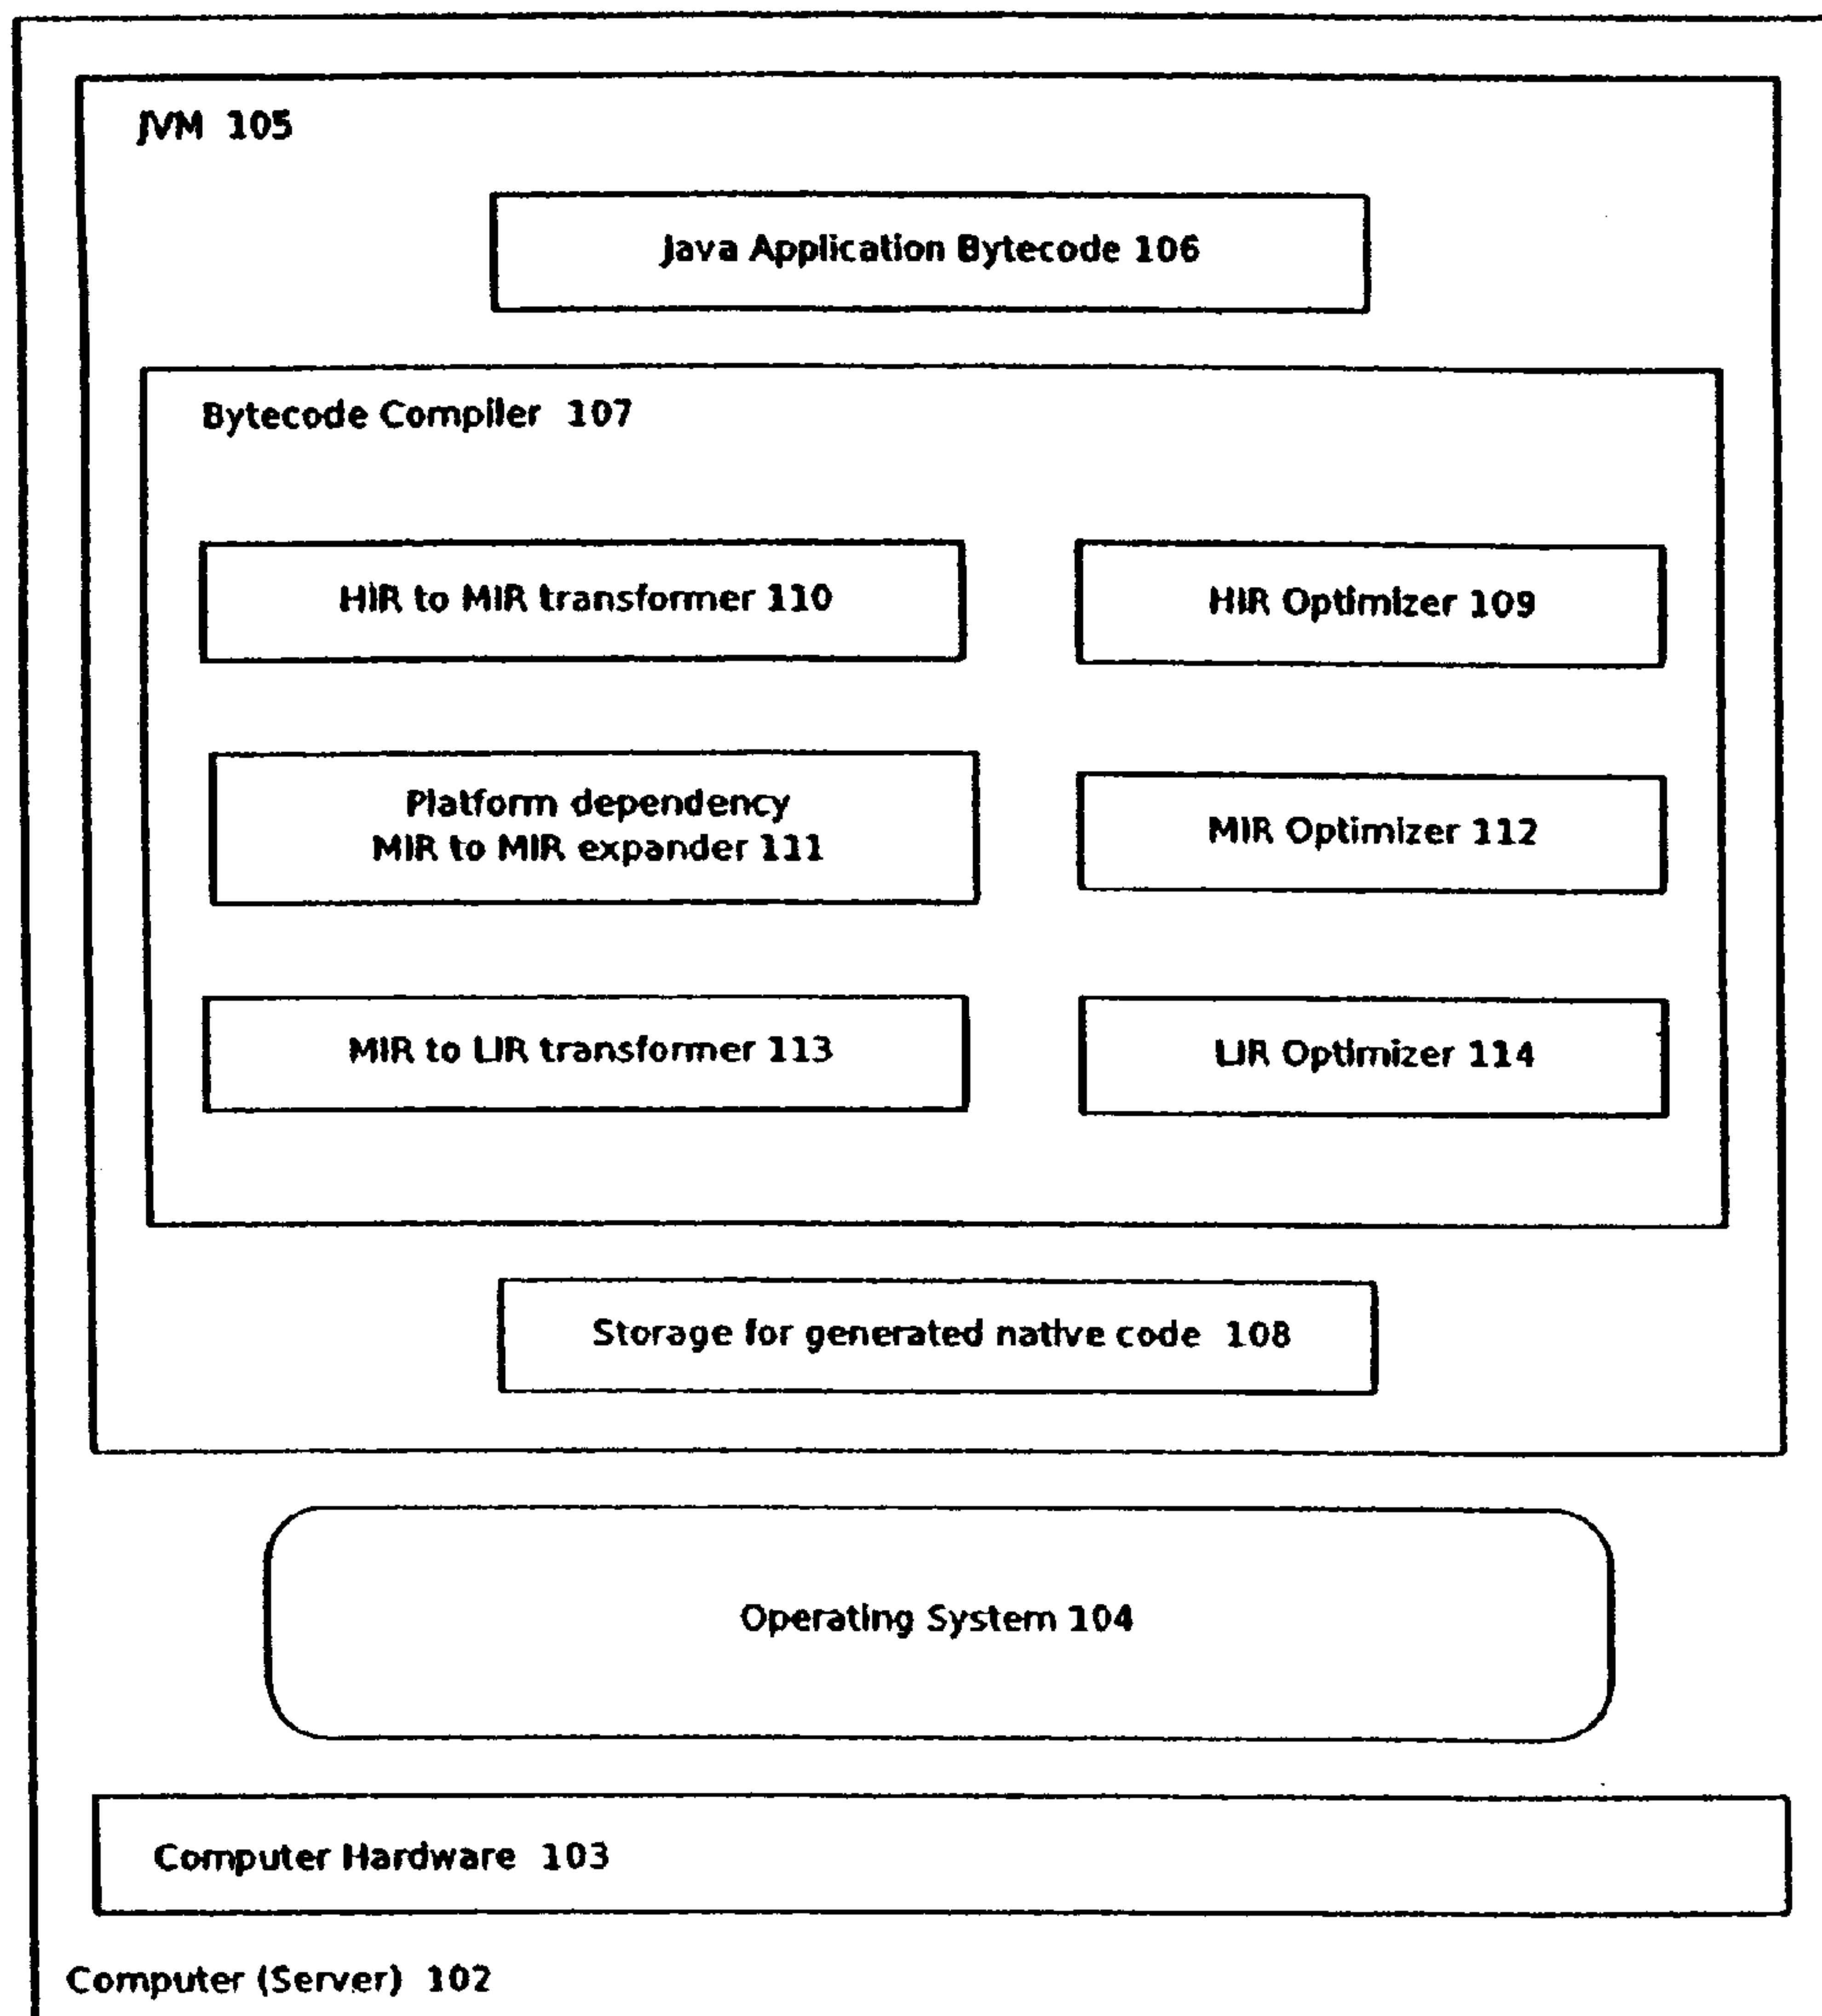 JVM 105
Java Application Bytecode 106
Bytecode Compiler 107
HIR to MIR transformer 110
HIR Optimizer 109
Platform dependency
MIR to MIR expander 111
MIR Optimizer 112
MIR to LIR transformer 113
LIR Optimizer 114
Storage for generated native code 108
Operating System 104
Computer Hardware 103
Computer (Server) 102